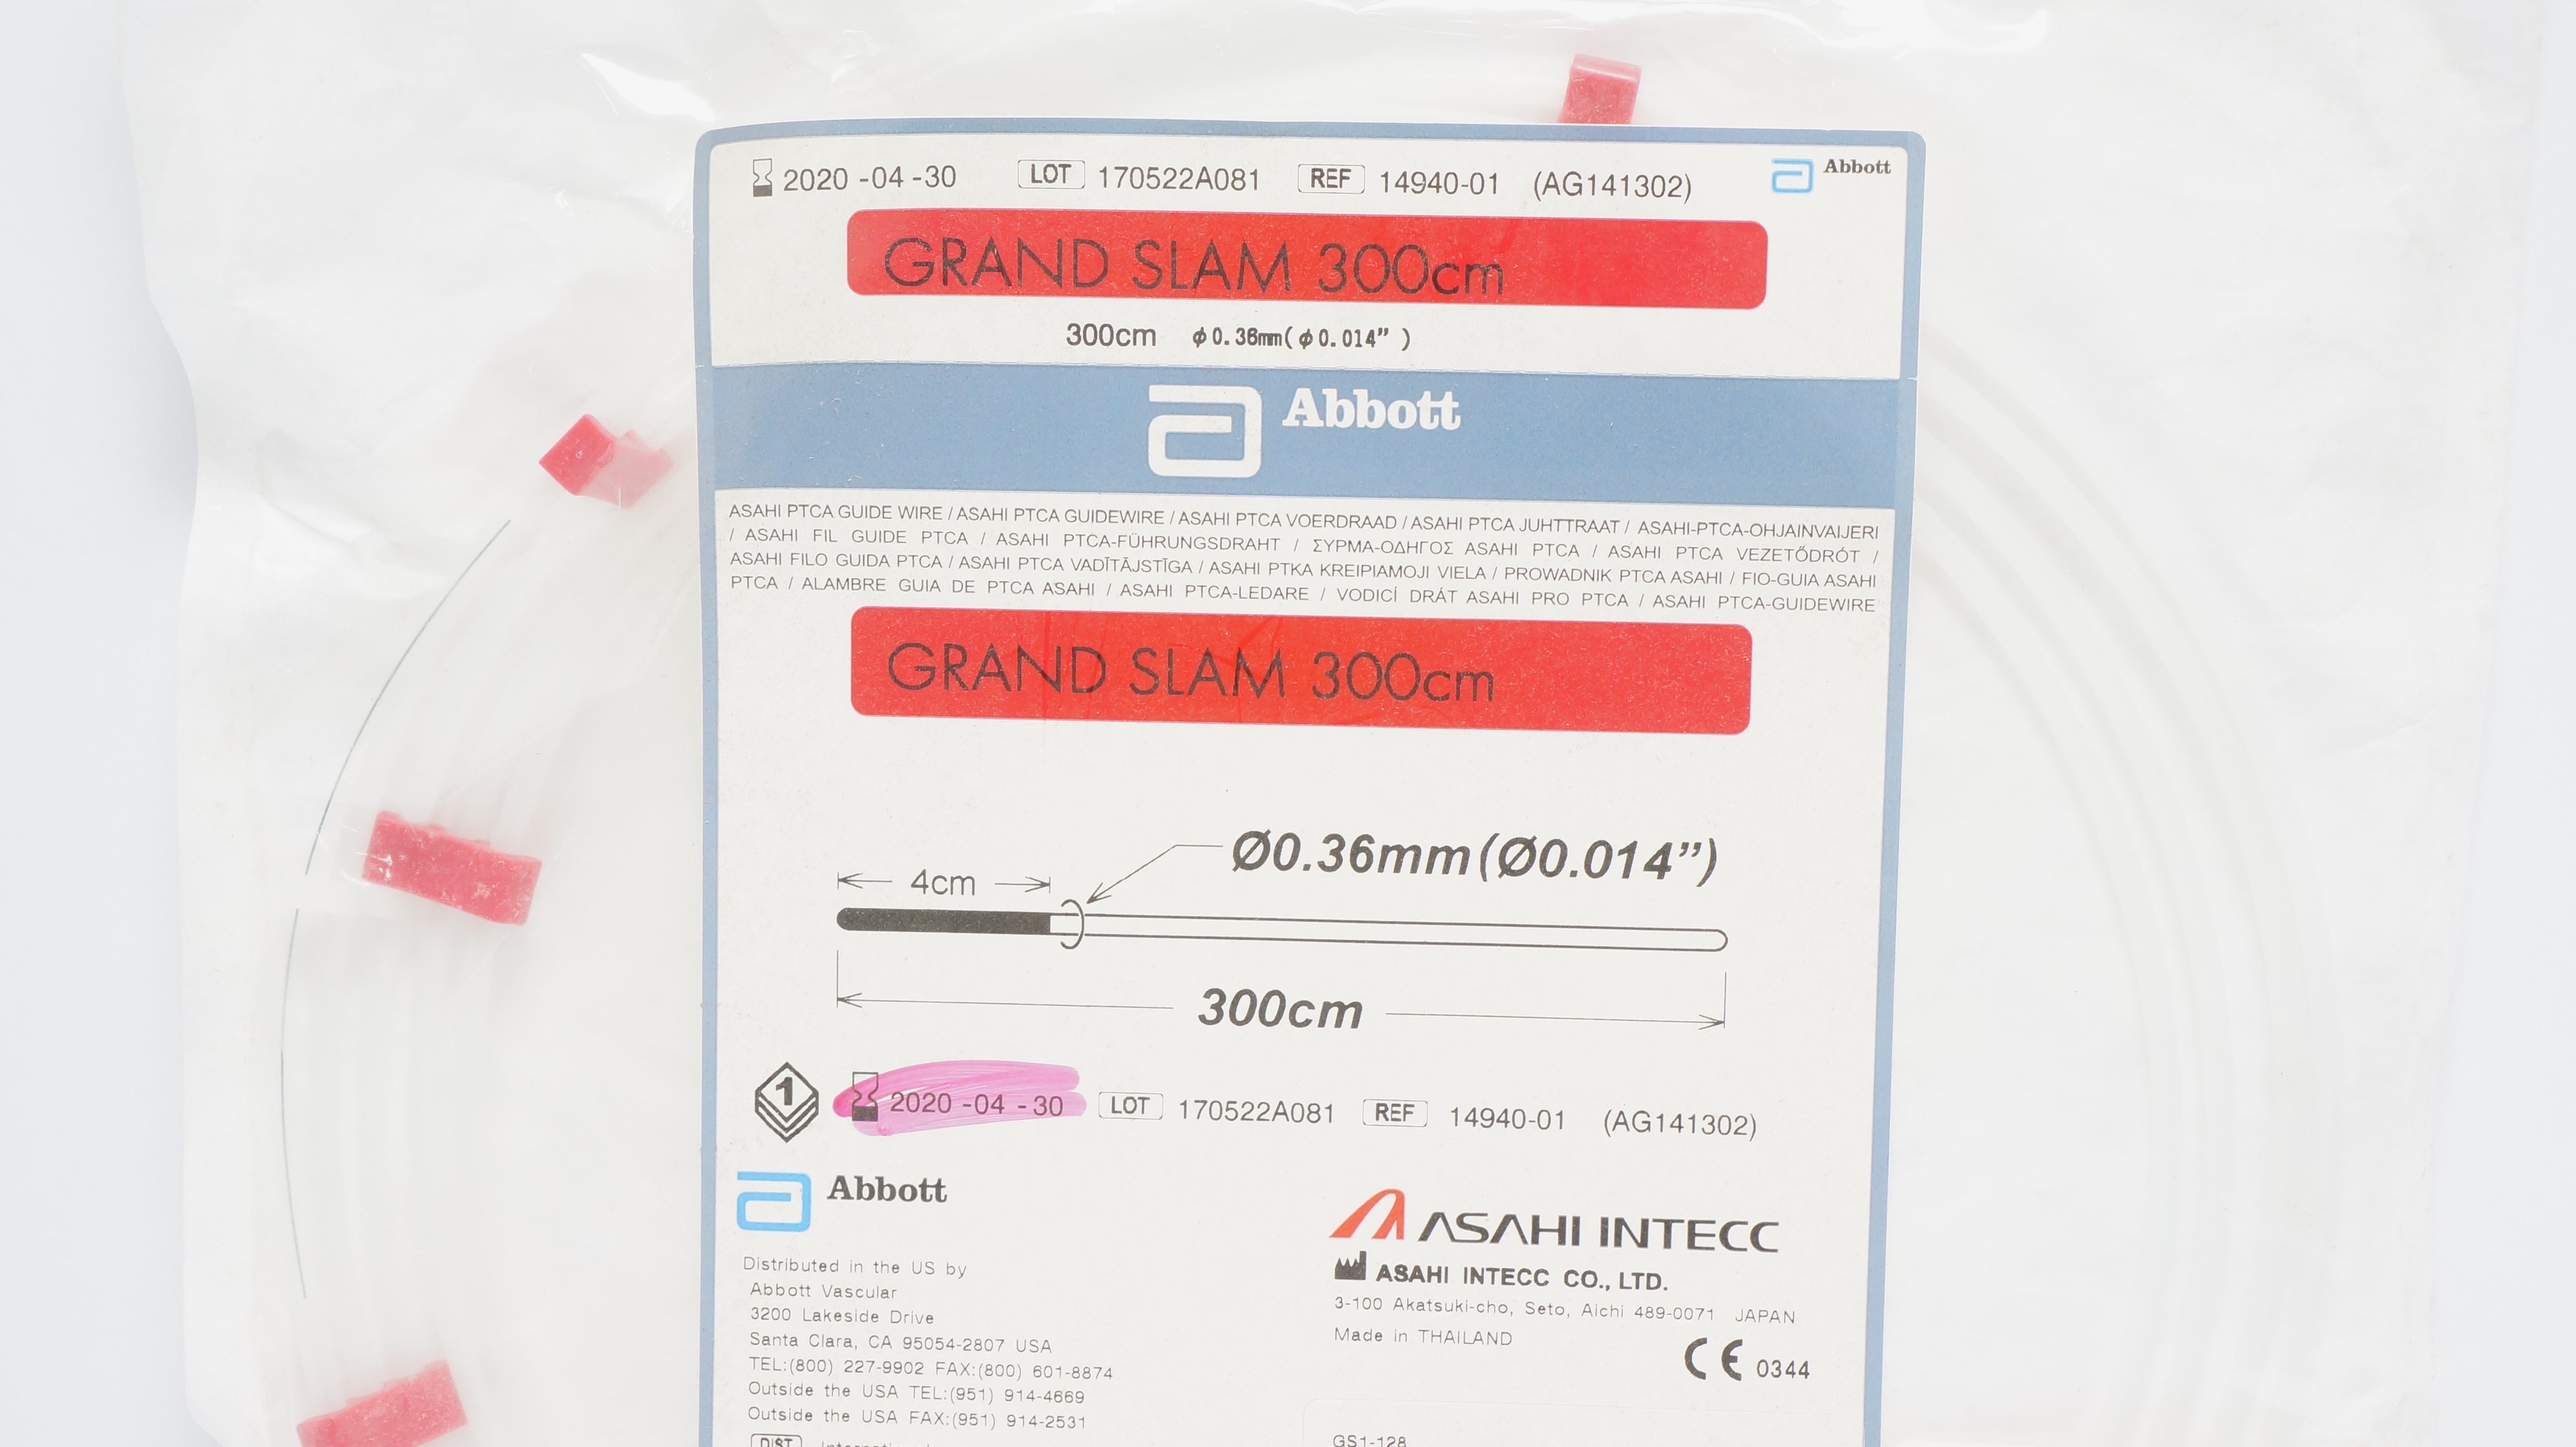 2020-04-30 LOT 170522A081 REF 14940-01 (AG141302) Abbott
GRAND SLAM 300cm
300cm φ0.36mm(φ0.014")
Abbott
ASAHI PTCA GUIDE WIRE / ASAHI PTCA GUIDEWIRE / ASAHI PTCA VOERDRAAD / ASAHI PTCA JUHTTRAAT / ASAHI-PTCA-OHJAINVAIJERI
/ ASAHI FIL GUIDE PTCA / ASAHI PTCA-FÜHRUNGSDRAHT / ΣΥΡΜΑ-ΟΔΗΓΟΣ ASAHI PTCA / ASAHI PTCA VEZETŐDRÓT /
ASAHI FILO GUIDA PTCA / ASAHI PTCA VADĪTĀJSTĪGA / ASAHI PTKA KREIPIAMOJI VIELA / PROWADNIK PTCA ASAHI / FIO-GUIA ASAHI
PTCA / ALAMBRE GUIA DE PTCA ASAHI / ASAHI PTCA-LEDARE / VODICÍ DRÁT ASAHI PRO PTCA / ASAHI PTCA-GUIDEWIRE
GRAND SLAM 300cm
Ø0.36mm(Ø0.014")
4cm
300cm
1 2020-04-30 LOT 170522A081 REF 14940-01 (AG141302)
Abbott
Distributed in the US by
Abbott Vascular
3200 Lakeside Drive
Santa Clara, CA 95054-2807 USA
TEL:(800) 227-9902 FAX:(800) 601-8874
Outside the USA TEL:(951) 914-4669
Outside the USA FAX:(951) 914-2531
DIST
ASAHI INTECC
ASAHI INTECC CO., LTD.
3-100 Akatsuki-cho, Seto, Aichi 489-0071 JAPAN
Made in THAILAND
CE 0344
GS1-128